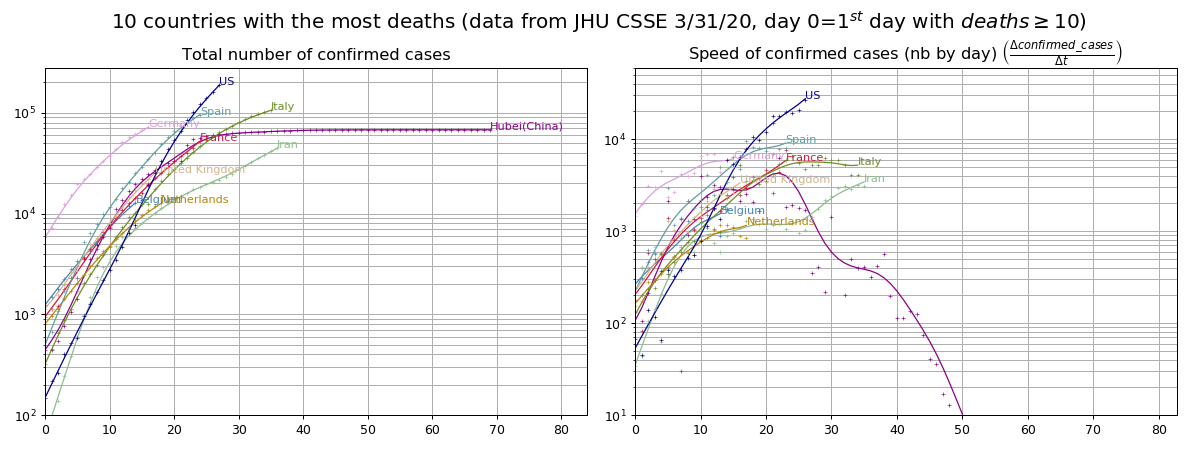 10 countries with the most deaths (data from JHU CSSE 3/31/20, day 0=1^st day with deaths ≥ 10)
Total number of confirmed cases
10^5
10^4
10^3
10^2
0 10 20 30 40 50 60 70 80
US
Italy
Spain
Germany
Hubei(China)
France
Iran
United Kingdom
Belgium
Netherlands
Speed of confirmed cases (nb by day) (Δconfirmed_cases/Δt)
10^4
10^3
10^2
10^1
0 10 20 30 40 50 60 70 80
US
Spain
Germany
France
Italy
United Kingdom
Iran
Belgium
Netherlands